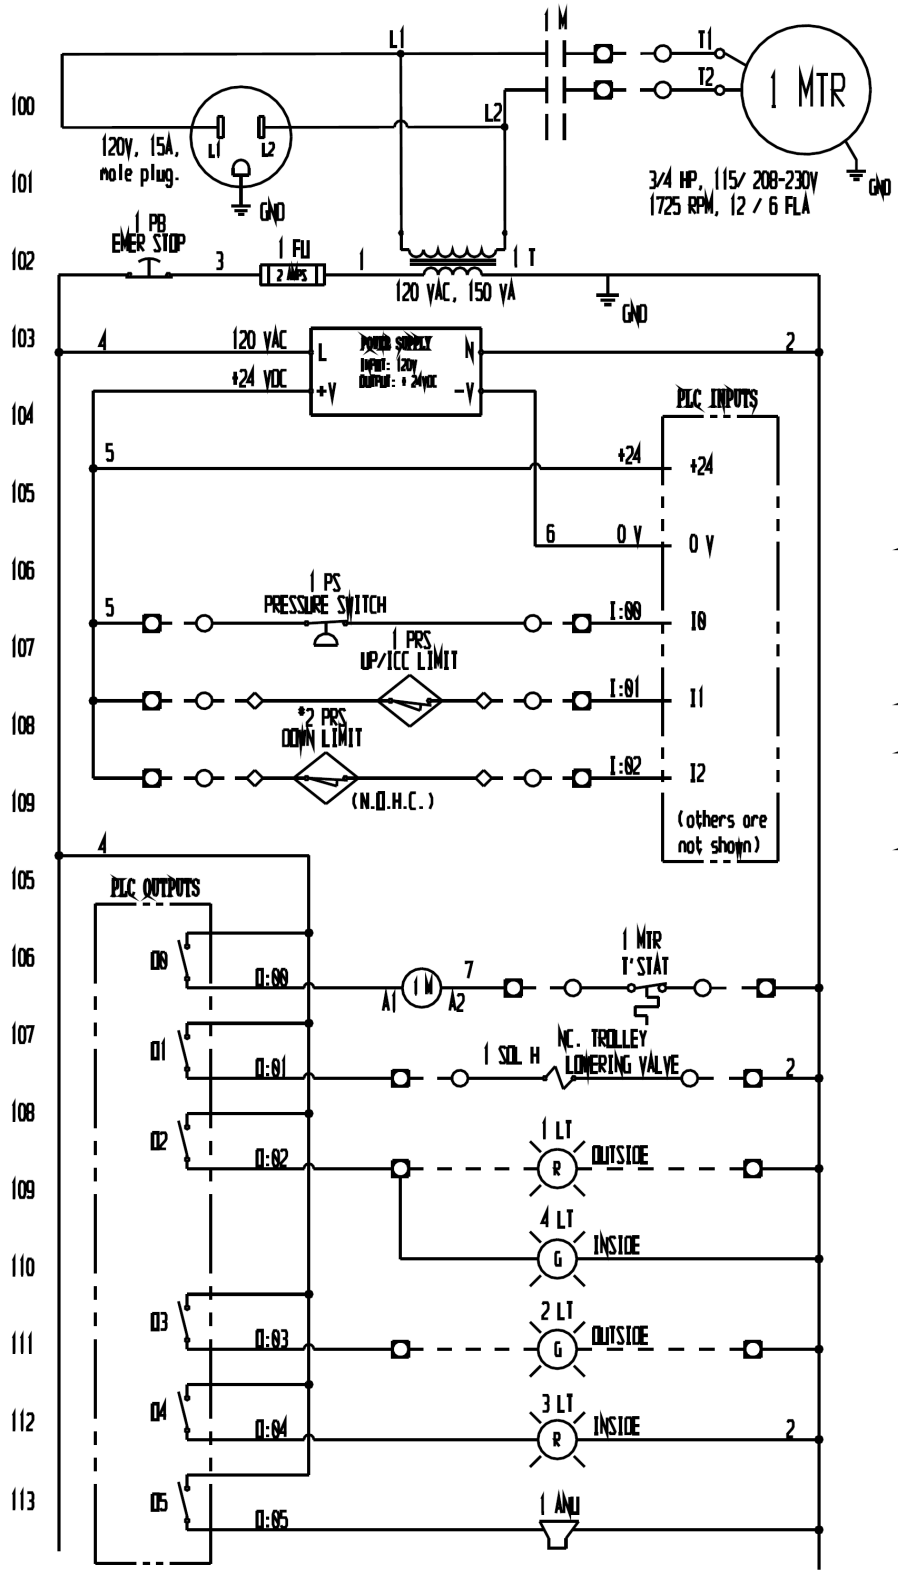 L1
1 M
T1
T2
1 MTR
100
L2
L1
L2
120V, 15A,
male plug.
GND
101
3/4 HP, 115/ 208-230V
1725 RPM, 12 / 6 FLA
GND
1 PB
EMER STOP
102
3
1 FU
2 AMPS
1
1 T
120 VAC, 150 VA
GND
103
4
120 VAC
L
POWER SUPPLY
N
2
INPUT: 120V
OUTPUT: + 24VDC
+24 VDC
+V
-V
104
PLC INPUTS
5
+24
+24
105
6
0 V
0 V
106
1 PS
PRESSURE SWITCH
5
I:00
I0
107
1 PRS
UP/ICC LIMIT
I:01
I1
108
*2 PRS
DOWN LIMIT
I:02
I2
109
(N.O.H.C.)
(others are
not shown)
4
105
PLC OUTPUTS
106
O0
O:00
A1
1 M
A2
7
1 MTR
T'STAT
107
O1
O:01
1 SOL H
NC. TROLLEY
LOWERING VALVE
2
108
O2
O:02
1 LT
R
OUTSIDE
109
4 LT
G
INSIDE
110
O3
O:03
2 LT
G
OUTSIDE
111
O4
O:04
3 LT
R
INSIDE
2
112
O5
O:05
1 ANU
113